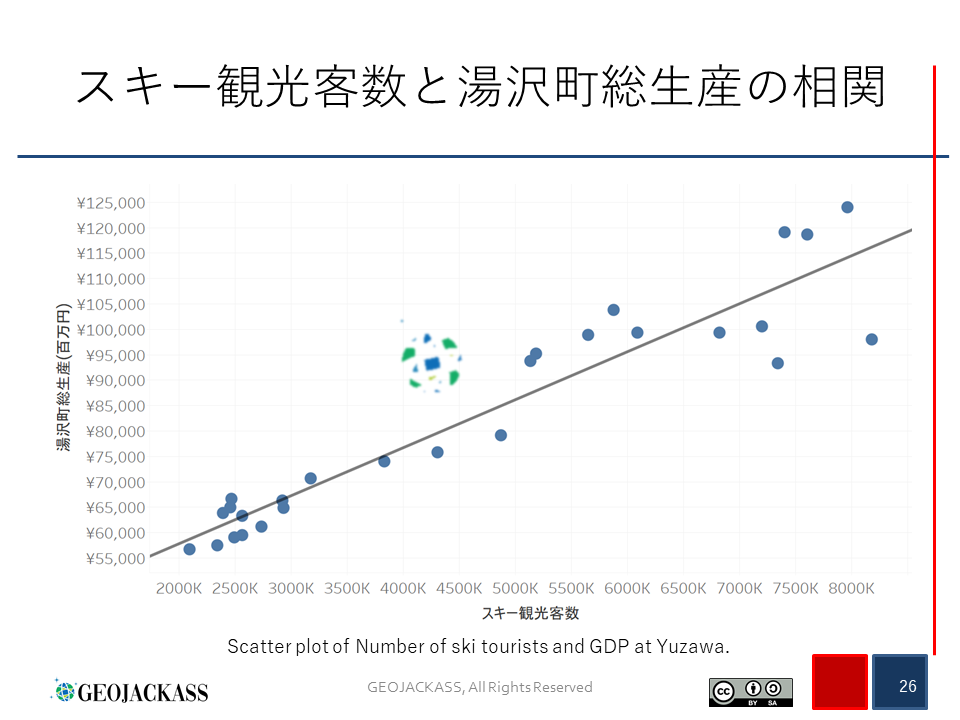 スキー観光客数と湯沢町総生産の相関
¥125,000
¥120,000
¥115,000
¥110,000
¥105,000
¥100,000
¥95,000
¥90,000
¥85,000
¥80,000
¥75,000
¥70,000
¥65,000
¥60,000
¥55,000
湯沢町総生産(百万円)
2000K 2500K 3000K 3500K 4000K 4500K 5000K 5500K 6000K 6500K 7000K 7500K 8000K
スキー観光客数
Scatter plot of Number of ski tourists and GDP at Yuzawa.
GEOJACKASS
GEOJACKASS, All Rights Reserved
cc BY SA
26